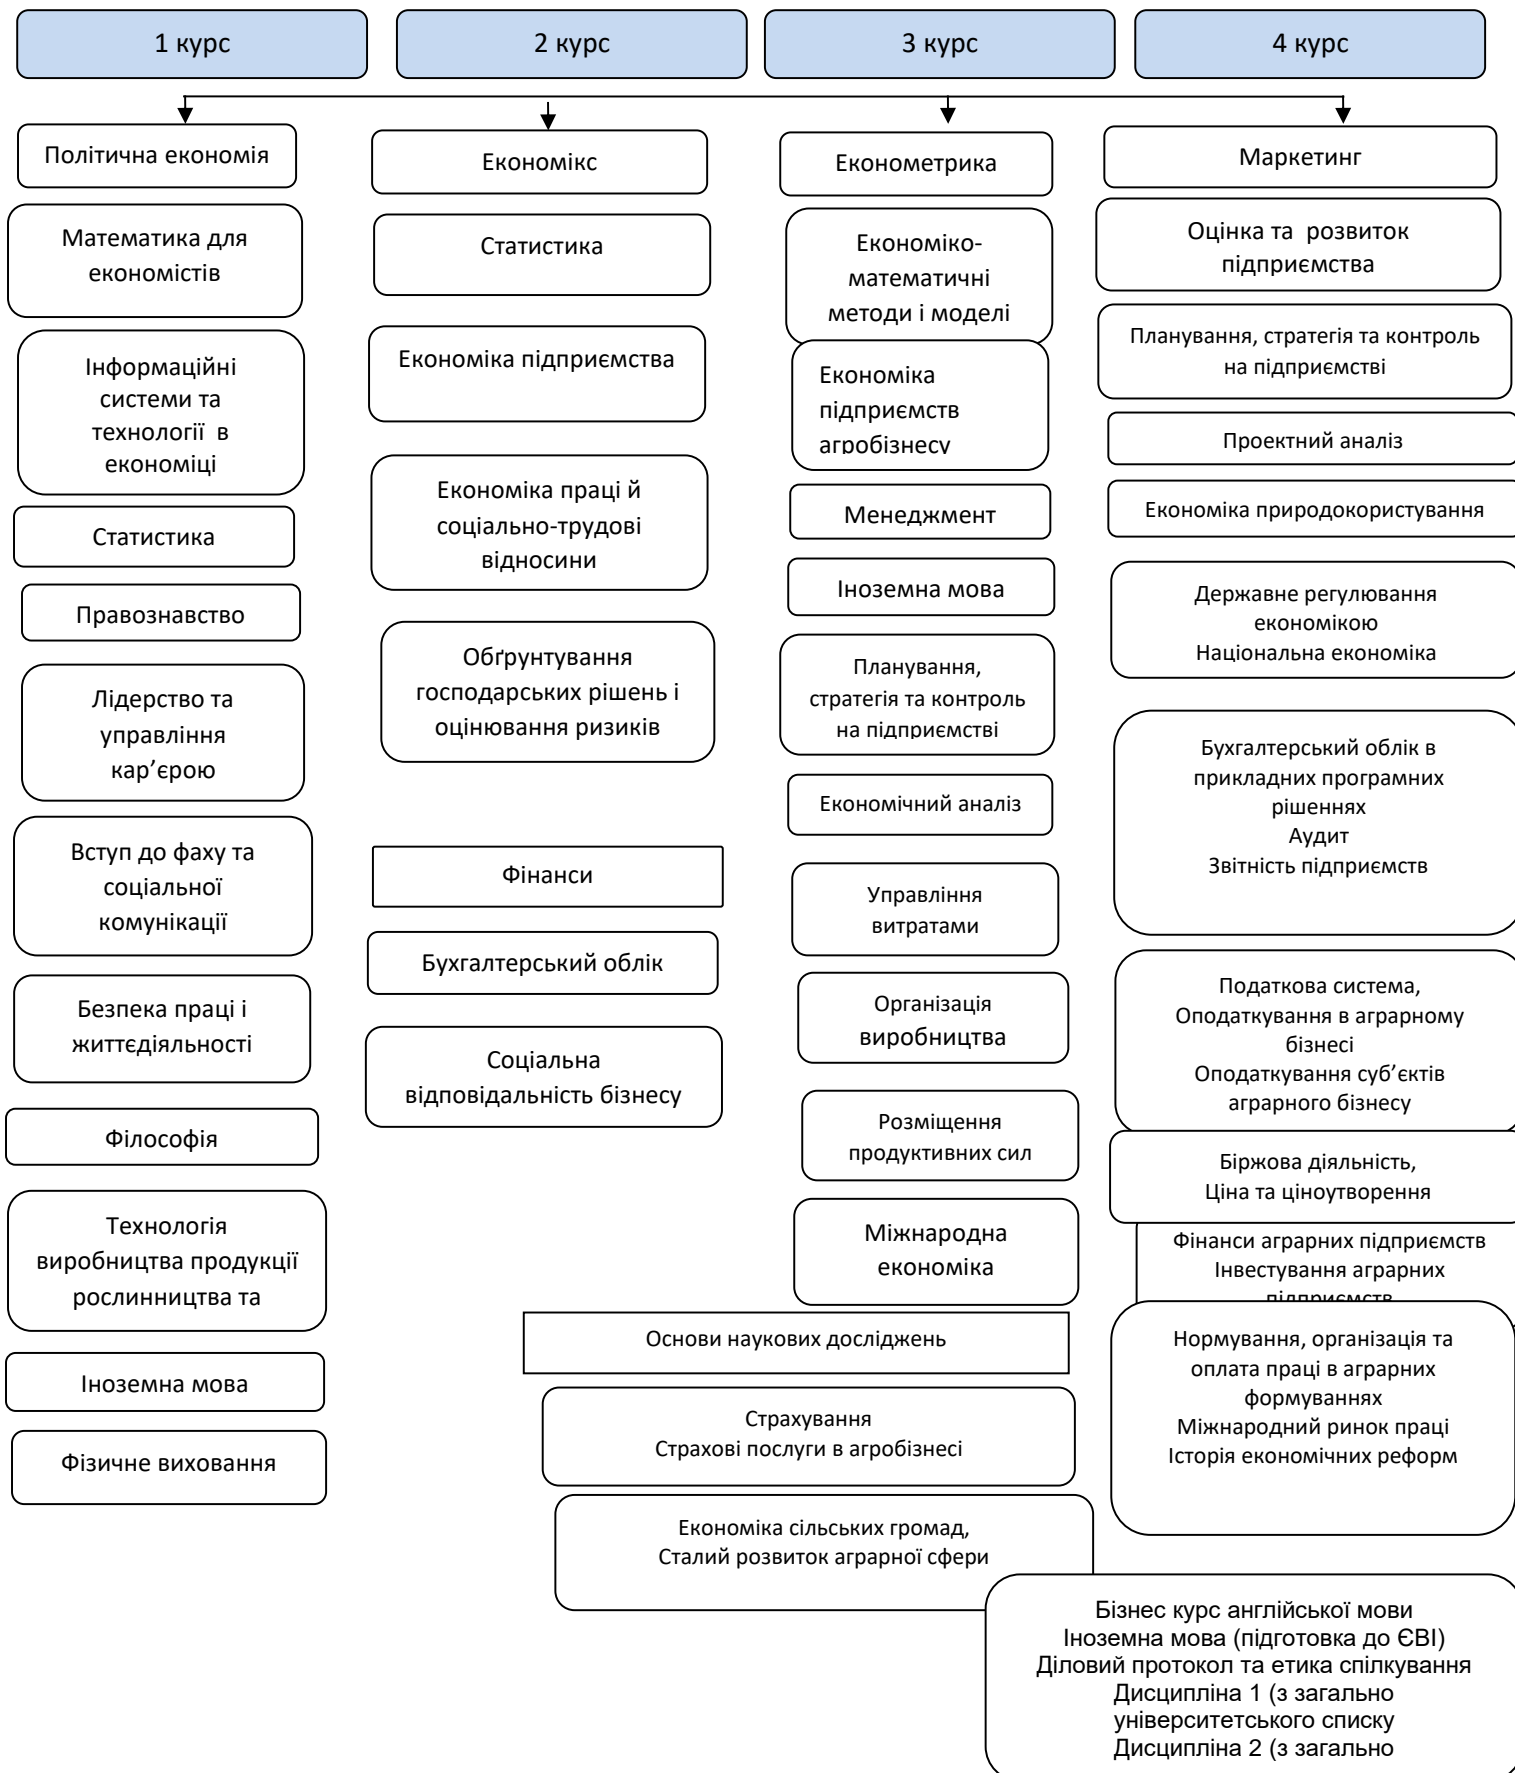 1 курс
2 курс
3 курс
4 курс
Політична економія
Математика для
економістів
Інформаційні
системи та
технології в
економіці
Статистика
Правознавство
Лідерство та
управління
кар’єрою
Вступ до фаху та
соціальної
комунікації
Безпека праці і
життєдіяльності
Філософія
Технологія
виробництва продукції
рослинництва та
Іноземна мова
Фізичне виховання
Економікс
Статистика
Економіка підприємства
Економіка праці й
соціально-трудові
відносини
Обґрунтування
господарських рішень і
оцінювання ризиків
Фінанси
Бухгалтерський облік
Соціальна
відповідальність бізнесу
Економетрика
Економіко-
математичні
методи і моделі
Економіка
підприємств
агробізнесу
Менеджмент
Іноземна мова
Планування,
стратегія та контроль
на підприємстві
Економічний аналіз
Управління
витратами
Організація
виробництва
Розміщення
продуктивних сил
Міжнародна
економіка
Основи наукових досліджень
Страхування
Страхові послуги в агробізнесі
Економіка сільських громад,
Сталий розвиток аграрної сфери
Маркетинг
Оцінка та розвиток
підприємства
Планування, стратегія та контроль
на підприємстві
Проектний аналіз
Економіка природокористування
Державне регулювання
економікою
Національна економіка
Бухгалтерський облік в
прикладних програмних
рішеннях
Аудит
Звітність підприємств
Податкова система,
Оподаткування в аграрному
бізнесі
Оподаткування суб’єктів
аграрного бізнесу
Біржова діяльність,
Ціна та ціноутворення
Фінанси аграрних підприємств
Інвестування аграрних
підприємств
Нормування, організація та
оплата праці в аграрних
формуваннях
Міжнародний ринок праці
Історія економічних реформ
Бізнес курс англійської мови
Іноземна мова (підготовка до ЄВІ)
Діловий протокол та етика спілкування
Дисципліна 1 (з загально
університетського списку
Дисципліна 2 (з загально